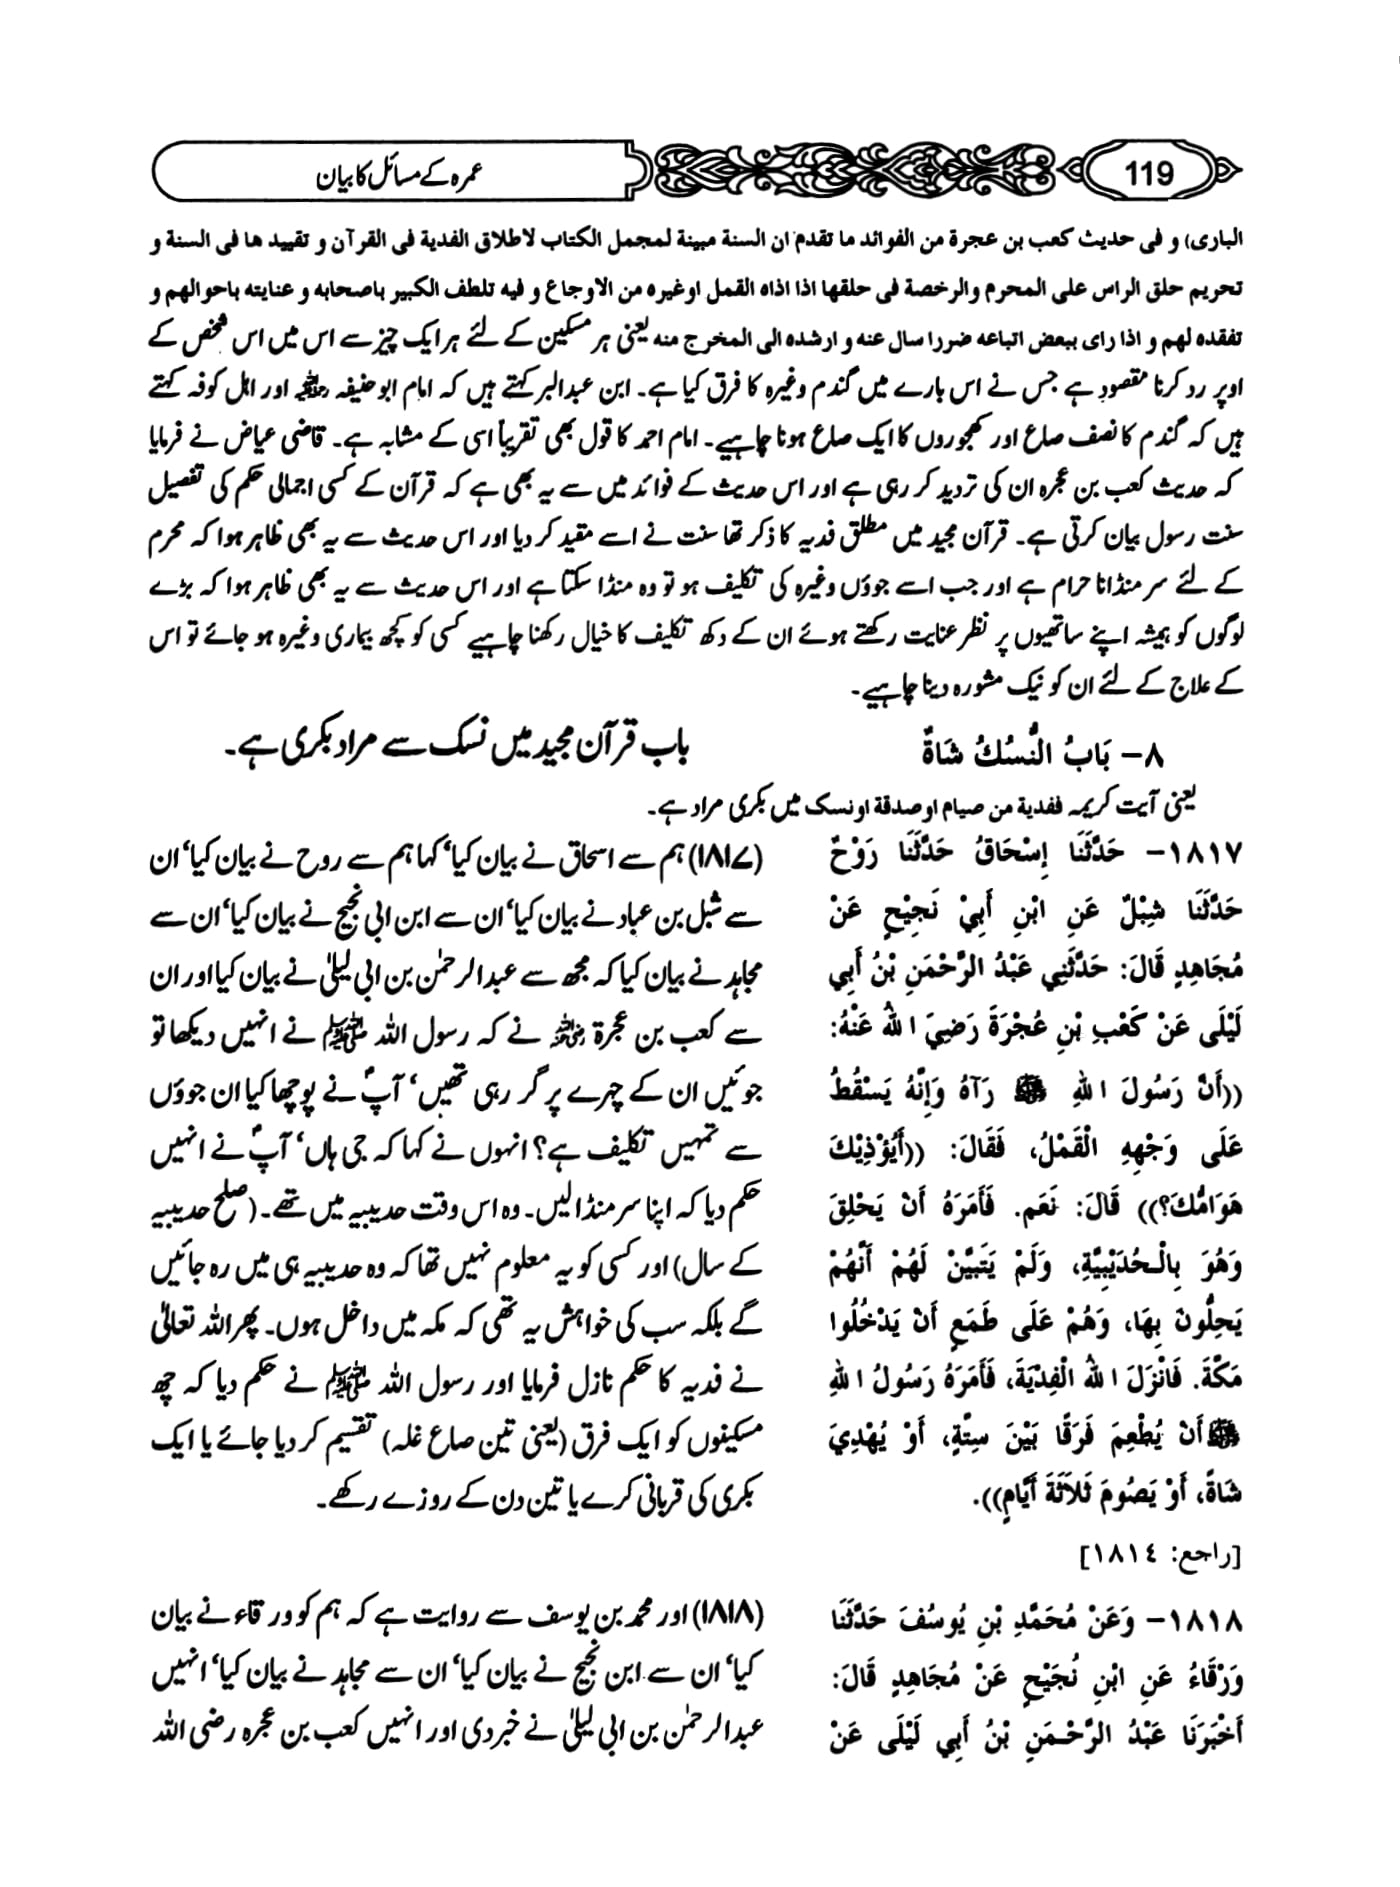 119
عمرہ کے مسائل کا بیان
الباری) و فی حدیث کعب بن عجرة من الفوائد ما تقدم ان السنة مبینة لمجمل الکتاب لاطلاق الفدیة فی القرآن و تقیید ها فی السنة و
تحریم حلق الراس علی المحرم والرخصة فی حلقها اذا اذاه القمل اوغیره من الاوجاع و فیه تلطف الکبیر باصحابه و عنایته باحوالهم و
تفقده لهم و اذا رای ببعض اتباعه ضررا سال عنه و ارشده الی المخرج منه یعنی ہر مسکین کے لئے ہر ایک چیز سے اس میں اس شخص کے
اوپر رد کرنا مقصود ہے جس نے اس بارے میں گندم وغیرہ کا فرق کیا ہے۔ ابن عبدالبر کہتے ہیں کہ امام ابو حنیفہ رحمہ اللہ اور اہل کوفہ کہتے
ہیں کہ گندم کا نصف صاع اور کھجوروں کا ایک صاع ہونا چاہیے۔ امام احمد کا قول بھی تقریباً اسی کے مشابہ ہے۔ قاضی عیاض نے فرمایا
کہ حدیث کعب بن عجرہ ان کی تردید کر رہی ہے اور اس حدیث کے فوائد میں سے یہ بھی ہے کہ قرآن کے کسی اجمالی حکم کی تفصیل
سنت رسول بیان کرتی ہے۔ قرآن مجید میں مطلق فدیہ کا ذکر تھا سنت نے اسے مقید کر دیا اور اس حدیث سے یہ بھی ظاہر ہوا کہ محرم
کے لئے سر منڈانا حرام ہے اور جب اسے جوؤں وغیرہ کی تکلیف ہو تو وہ منڈا سکتا ہے اور اس حدیث سے یہ بھی ظاہر ہوا کہ بڑے
لوگوں کو ہمیشہ اپنے ساتھیوں پر نظر عنایت رکھتے ہوئے ان کے دکھ تکلیف کا خیال رکھنا چاہیے کسی کو کچھ بیماری وغیرہ ہو جائے تو اس
کے علاج کے لئے ان کو نیک مشورہ دینا چاہیے۔
٨- بَابُ النُّسُكُ شَاةٌ
باب قرآن مجید میں نسک سے مراد بکری ہے۔
یعنی آیت کریمہ ففدیة من صیام او صدقة او نسک میں بکری مراد ہے۔
١٨١٧- حَدَّثَنَا إِسْحَاقُ حَدَّثَنَا رَوْحٌ
حَدَّثَنَا شِبْلٌ عَنِ ابْنِ أَبِيْ نَجِيْحٍ عَنْ
مُجَاهِدٍ قَالَ: حَدَّثَنِي عَبْدُ الرَّحْمَنِ بْنُ أَبِي
لَيْلَى عَنْ كَعْبِ بْنِ عُجْرَةَ رَضِيَ اللهُ عَنْهُ:
((أَنَّ رَسُولَ اللهِ ﷺ رَآهُ وَإِنَّهُ يَسْقُطُ
عَلَى وَجْهِهِ الْقَمْلُ، فَقَالَ: ((أَيُؤْذِيْكَ
هَوَامُّكَ؟)) قَالَ: نَعَم. فَأَمَرَهُ أَنْ يَحْلِقَ
وَهُوَ بِالْحُدَيْبِيَّةِ، وَلَمْ يَتَبَيَّنْ لَهُمْ أَنَّهُمْ
يَحِلُّونَ بِهَا، وَهُمْ عَلَى طَمَعٍ أَنْ يَدْخُلُوا
مَكَّةَ. فَانْزَلَ اللهُ الْفِدْيَةَ، فَأَمَرَهُ رَسُولُ اللهِ
ﷺ أَنْ يُطْعِمَ فَرَقًا بَيْنَ سِتَّةٍ، أَوْ يُهْدِيَ
شَاةً، أَوْ يَصُومَ ثَلاَثَةَ أَيَّامٍ)).
[راجع: ١٨١٤]
١٨١٨- وَعَنْ مُحَمَّدِ بْنِ يُوسُفَ حَدَّثَنَا
وَرْقَاءُ عَنِ ابْنِ نُجَيْحٍ عَنْ مُجَاهِدٍ قَالَ:
أَخْبَرَنَا عَبْدُ الرَّحْمَنِ بْنُ أَبِي لَيْلَى عَنْ
(۱۸۱۷) ہم سے اسحاق نے بیان کیا‘ کہا ہم سے روح نے بیان کیا‘ ان
سے شبل بن عباد نے بیان کیا‘ ان سے ابن ابی نجیح نے بیان کیا‘ ان سے
مجاہد نے بیان کیا کہ مجھ سے عبدالرحمٰن بن ابی لیلیٰ نے بیان کیا اور ان
سے کعب بن عجرۃ رضی اللہ عنہ نے کہ رسول اللہ ﷺ نے انہیں دیکھا تو
جوئیں ان کے چہرے پر گر رہی تھیں‘ آپؐ نے پوچھا کیا ان جوؤں
سے تمہیں تکلیف ہے؟ انہوں نے کہا کہ جی ہاں‘ آپؐ نے انہیں
حکم دیا کہ اپنا سر منڈا لیں۔ وہ اس وقت حدیبیہ میں تھے۔ (صلح حدیبیہ
کے سال) اور کسی کو یہ معلوم نہیں تھا کہ وہ حدیبیہ ہی میں رہ جائیں
گے بلکہ سب کی خواہش یہ تھی کہ مکہ میں داخل ہوں۔ پھر اللہ تعالیٰ
نے فدیہ کا حکم نازل فرمایا اور رسول اللہ ﷺ نے حکم دیا کہ چھ
مسکینوں کو ایک فرق (یعنی تین صاع غلہ) تقسیم کر دیا جائے یا ایک
بکری کی قربانی کرے یا تین دن کے روزے رکھے۔
(۱۸۱۸) اور محمد بن یوسف سے روایت ہے کہ ہم کو ورقاء نے بیان
کیا‘ ان سے ابن نجیح نے بیان کیا‘ ان سے مجاہد نے بیان کیا‘ انہیں
عبدالرحمٰن بن ابی لیلیٰ نے خبر دی اور انہیں کعب بن عجرہ رضی اللہ